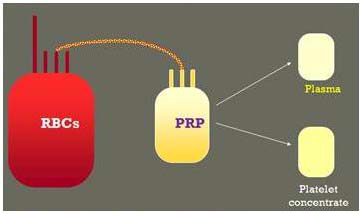 RBCs
PRP
Plasma
Platelet
concentrate